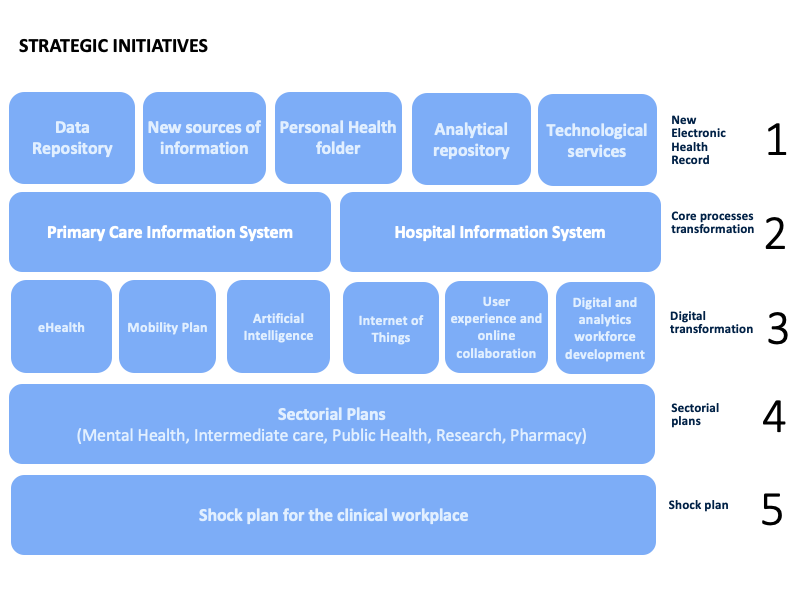 STRATEGIC INITIATIVES
Data
Repository
New sources of
information
Personal Health
folder
Analytical
repository
Technological
services
New
Electronic
Health
Record
1
Primary Care Information System
Hospital Information System
Core processes
transformation
2
eHealth
Mobility Plan
Artificial
Intelligence
Internet of
Things
User
experience and
online
collaboration
Digital and
analytics
workforce
development
Digital
transformation
3
Sectorial Plans
(Mental Health, Intermediate care, Public Health, Research, Pharmacy)
Sectorial
plans
4
Shock plan for the clinical workplace
Shock plan
5